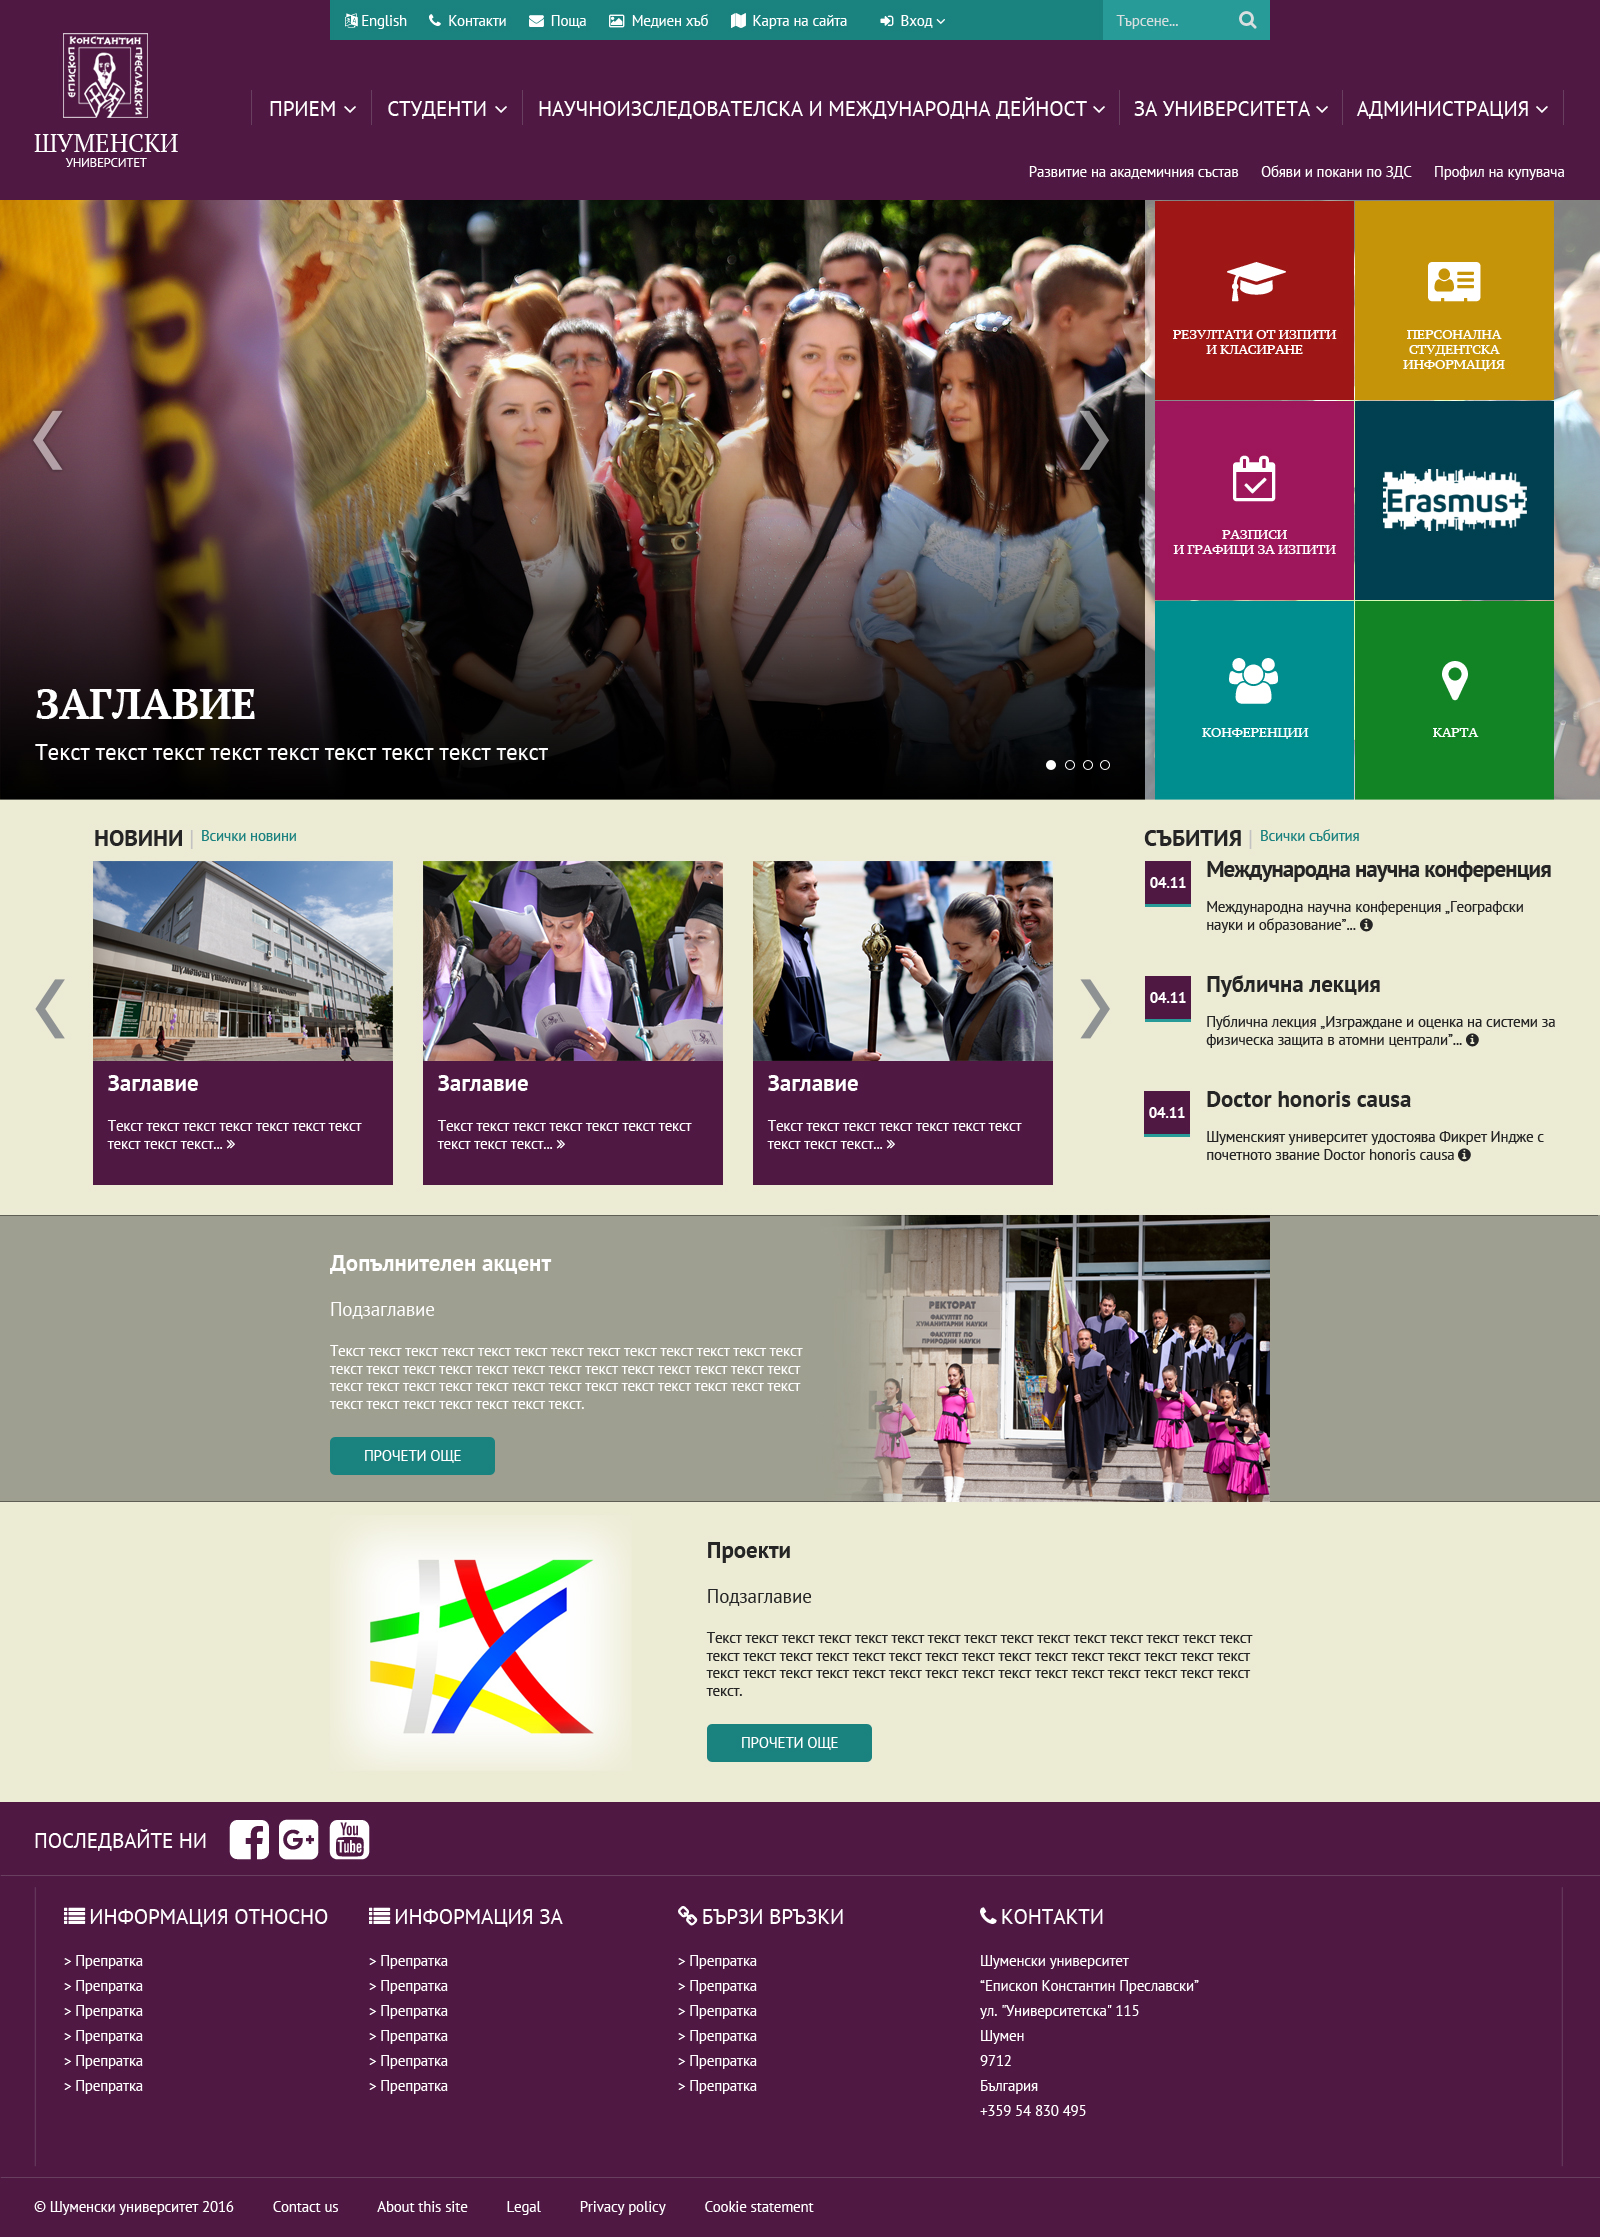 English Контакти Поща Медиен хъб Карта на сайта Вход Търсене...
КОНСТАНТИН
ЕПИСКОП
ПРЕСЛАВСКИ
ШУМЕНСКИ
УНИВЕРСИТЕТ
ПРИЕМ СТУДЕНТИ НАУЧНОИЗСЛЕДОВАТЕЛСКА И МЕЖДУНАРОДНА ДЕЙНОСТ ЗА УНИВЕРСИТЕТА АДМИНИСТРАЦИЯ
Развитие на академичния състав Обяви и покани по ЗДС Профил на купувача
РЕЗУЛТАТИ ОТ ИЗПИТИ
И КЛАСИРАНЕ
ПЕРСОНАЛНА
СТУДЕНТСКА
ИНФОРМАЦИЯ
РАЗПИСИ
И ГРАФИЦИ ЗА ИЗПИТИ
Erasmus+
КОНФЕРЕНЦИИ
КАРТА
ЗАГЛАВИЕ
Текст текст текст текст текст текст текст текст текст
НОВИНИ | Всички новини
ШУМЕНСКИ УНИВЕРСИТЕТ
Заглавие
Текст текст текст текст текст текст текст
текст текст текст... »
Заглавие
Текст текст текст текст текст текст текст
текст текст текст... »
Заглавие
Текст текст текст текст текст текст текст
текст текст текст... »
СЪБИТИЯ | Всички събития
04.11
Международна научна конференция
Международна научна конференция „Географски
науки и образование”...
04.11
Публична лекция
Публична лекция „Изграждане и оценка на системи за
физическа защита в атомни централи”...
04.11
Doctor honoris causa
Шуменският университет удостоява Фикрет Индже с
почетното звание Doctor honoris causa
Допълнителен акцент
Подзаглавие
Текст текст текст текст текст текст текст текст текст текст текст текст текст
текст текст текст текст текст текст текст текст текст текст текст текст текст
текст текст текст текст текст текст текст текст текст текст текст текст текст
текст текст текст текст текст текст текст.
ПРОЧЕТИ ОЩЕ
РЕКТОРАТ
ФАКУЛТЕТ ПО
ХУМАНИТАРНИ НАУКИ
ФАКУЛТЕТ ПО
ПРИРОДНИ НАУКИ
Проекти
Подзаглавие
Текст текст текст текст текст текст текст текст текст текст текст текст текст текст текст
текст текст текст текст текст текст текст текст текст текст текст текст текст текст текст
текст текст текст текст текст текст текст текст текст текст текст текст текст текст текст
текст.
ПРОЧЕТИ ОЩЕ
ПОСЛЕДВАЙТЕ НИ
You
Tube
ИНФОРМАЦИЯ ОТНОСНО
> Препратка
> Препратка
> Препратка
> Препратка
> Препратка
> Препратка
ИНФОРМАЦИЯ ЗА
> Препратка
> Препратка
> Препратка
> Препратка
> Препратка
> Препратка
БЪРЗИ ВРЪЗКИ
> Препратка
> Препратка
> Препратка
> Препратка
> Препратка
> Препратка
КОНТАКТИ
Шуменски университет
“Епископ Константин Преславски”
ул. "Университетска" 115
Шумен
9712
България
+359 54 830 495
© Шуменски университет 2016 Contact us About this site Legal Privacy policy Cookie statement